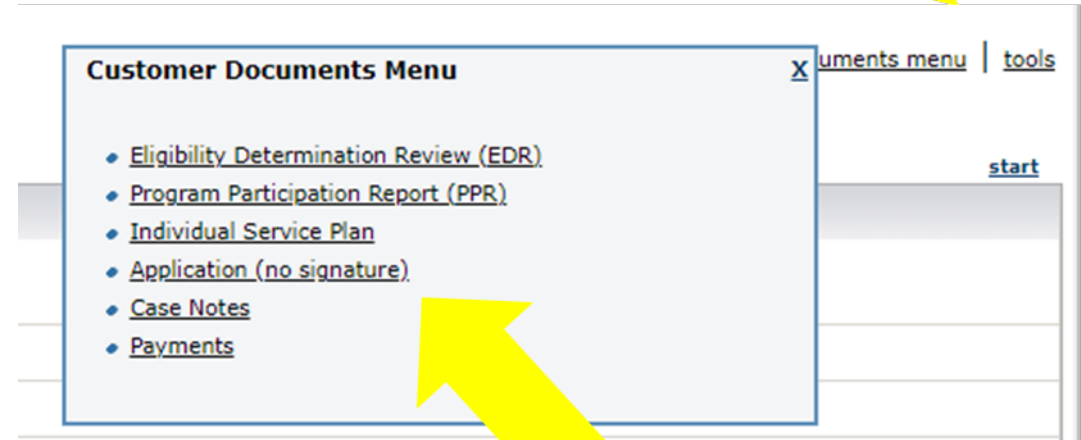 Customer Documents Menu X
uments menu | tools
Eligibility Determination Review (EDR)
start
Program Participation Report (PPR)
Individual Service Plan
Application (no signature)
Case Notes
Payments